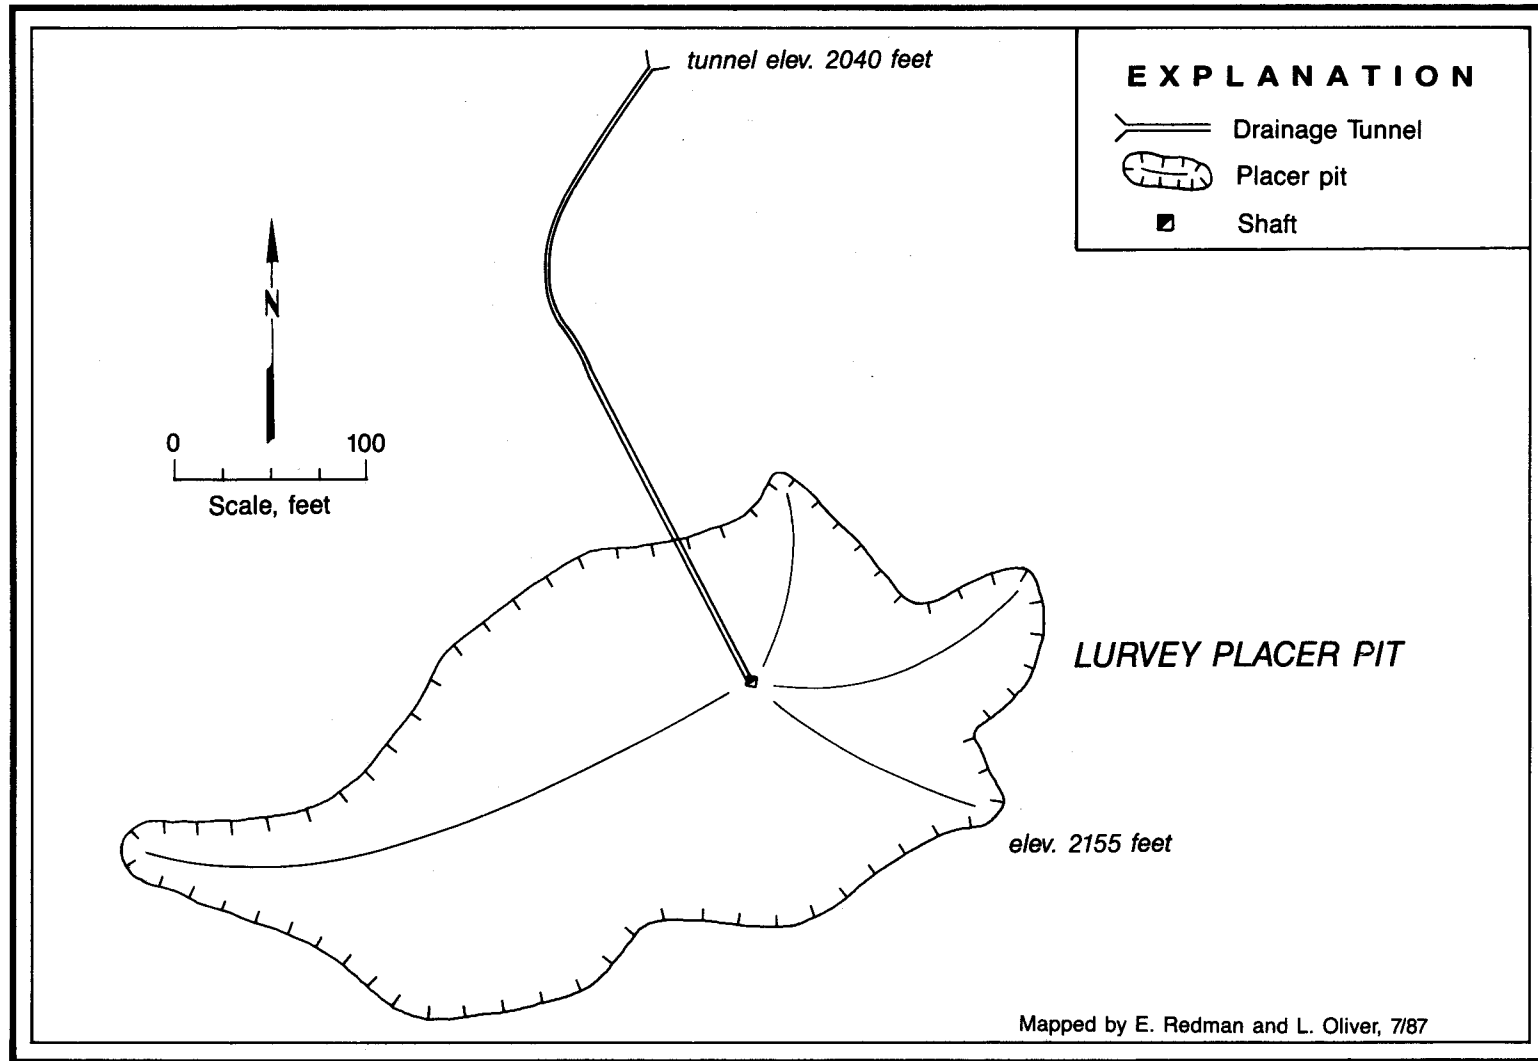 tunnel elev. 2040 feet
EXPLANATION
Drainage Tunnel
Placer pit
Shaft
N
0 100
Scale, feet
LURVEY PLACER PIT
elev. 2155 feet
Mapped by E. Redman and L. Oliver, 7/87